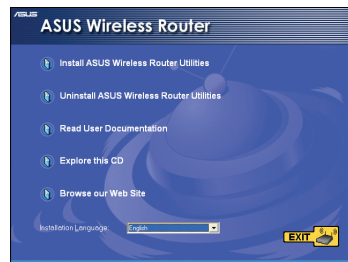 ASUS
ASUS Wireless Router
Install ASUS Wireless Router Utilities
Uninstall ASUS Wireless Router Utilities
Read User Documentation
Explore this CD
Browse our Web Site
Installation Language: English
EXIT